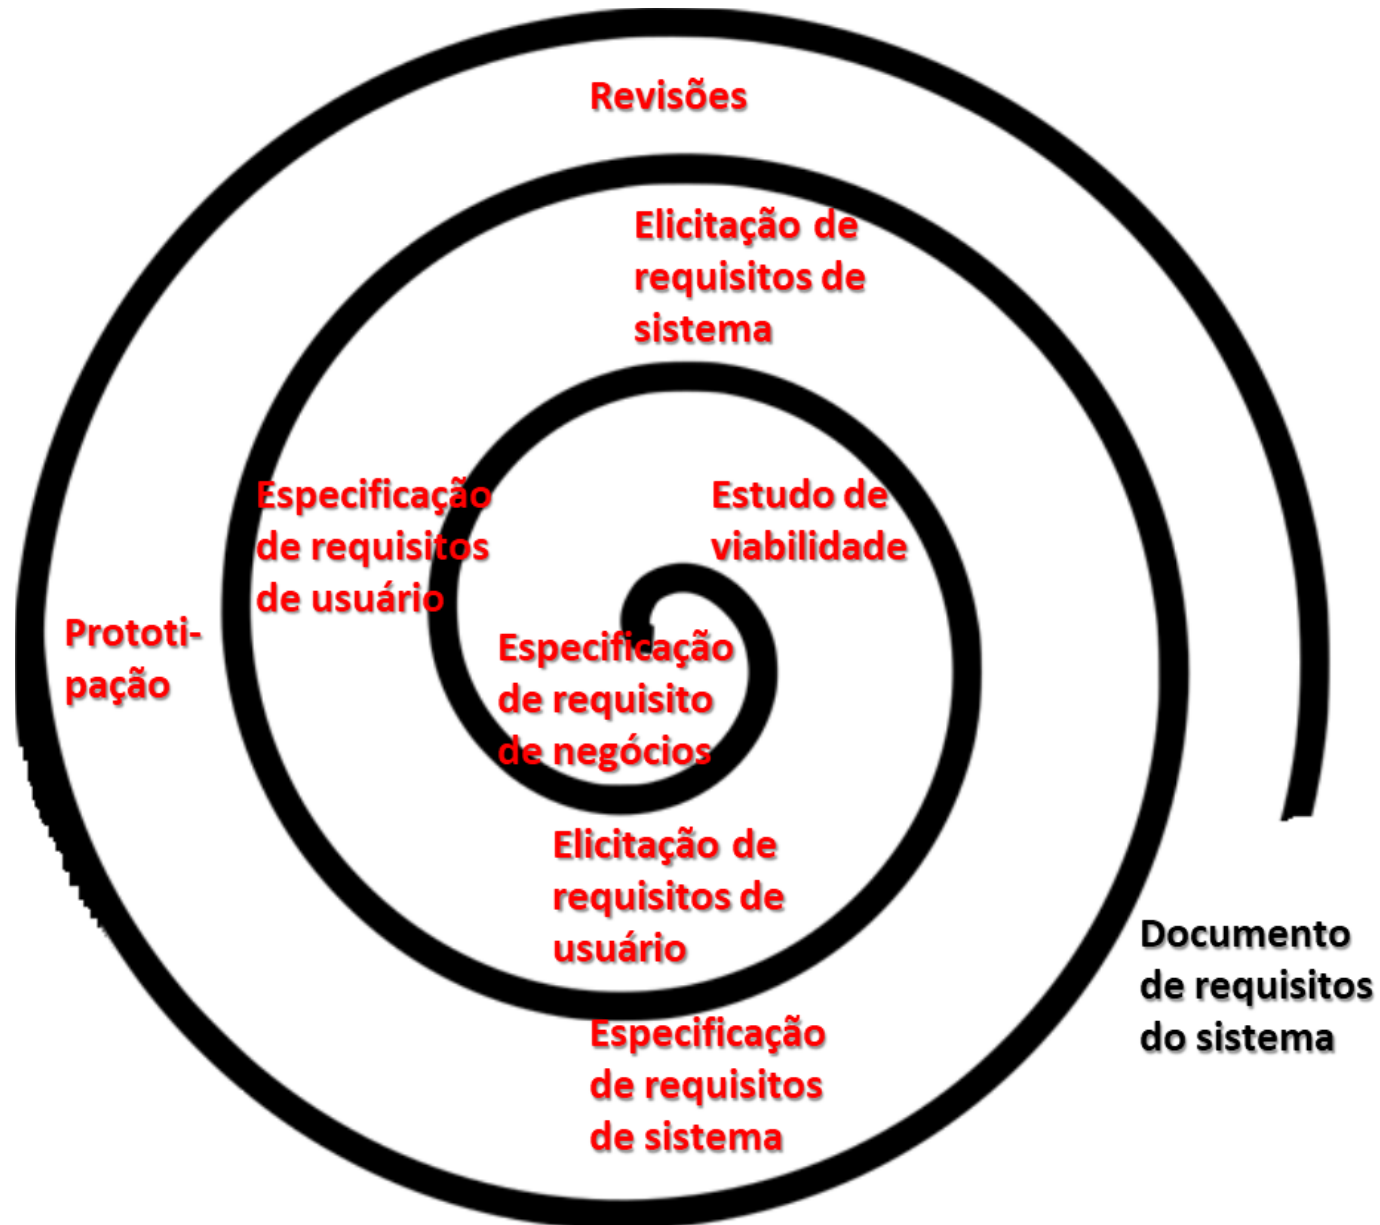 Revisões
Elicitação de
requisitos de
sistema
Especificação
de requisitos
de usuário
Estudo de
viabilidade
Prototi-
pação
Especificação
de requisito
de negócios
Elicitação de
requisitos de
usuário
Documento
de requisitos
do sistema
Especificação
de requisitos
de sistema